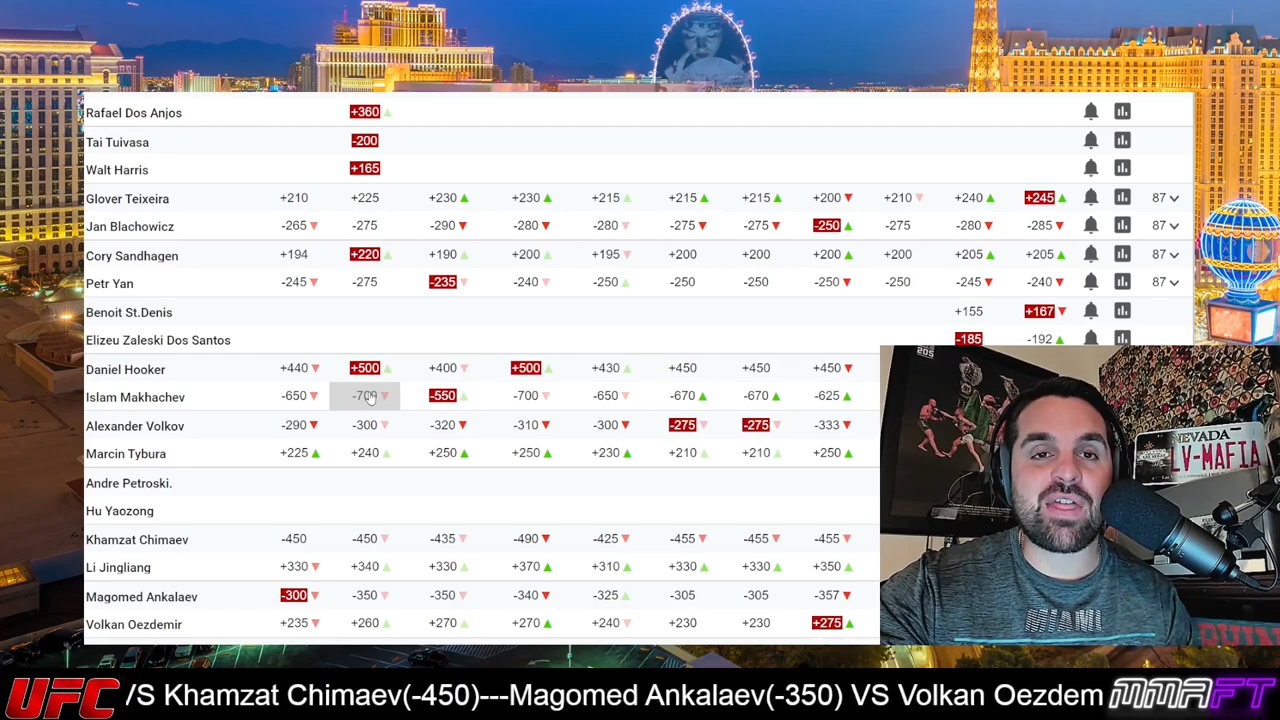 Rafael Dos Anjos +360
Tai Tuivasa -200
Walt Harris +165
Glover Teixeira +210 +225 +230 +230 +215 +215 +215 +200 +210 +240 +245 87
Jan Blachowicz -265 -275 -290 -280 -280 -275 -275 -250 -275 -280 -285 87
Cory Sandhagen +194 +220 +190 +200 +195 +200 +200 +200 +200 +205 +205 87
Petr Yan -245 -275 -235 -240 -250 -250 -250 -250 -250 -245 -240 87
Benoit St.Denis +155 +167
Elizeu Zaleski Dos Santos -185 -192
Daniel Hooker +440 +500 +400 +500 +430 +450 +450 +450
Islam Makhachev -650 -700 -550 -700 -650 -670 -670 -625
Alexander Volkov -290 -300 -320 -310 -300 -275 -275 -333
Marcin Tybura +225 +240 +250 +250 +230 +210 +210 +250
Andre Petroski.
Hu Yaozong
Khamzat Chimaev -450 -450 -435 -490 -425 -455 -455 -455
Li Jingliang +330 +340 +330 +370 +310 +330 +330 +350
Magomed Ankalaev -300 -350 -350 -340 -325 -305 -305 -357
Volkan Oezdemir +235 +260 +270 +270 +240 +230 +230 +275
205
NEVADA
LV-MAFIA
MIAMI
UFC /S Khamzat Chimaev(-450)---Magomed Ankalaev(-350) VS Volkan Oezdem MMAFT